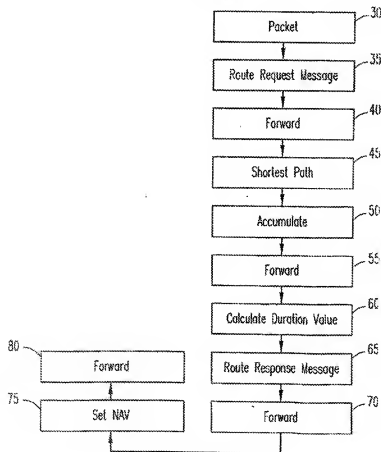 30
Packet
35
Route Request Message
40
Forward
45
Shortest Path
50
Accumulate
55
Forward
60
Calculate Duration Value
65
Route Response Message
70
Forward
75
Set NAV
80
Forward